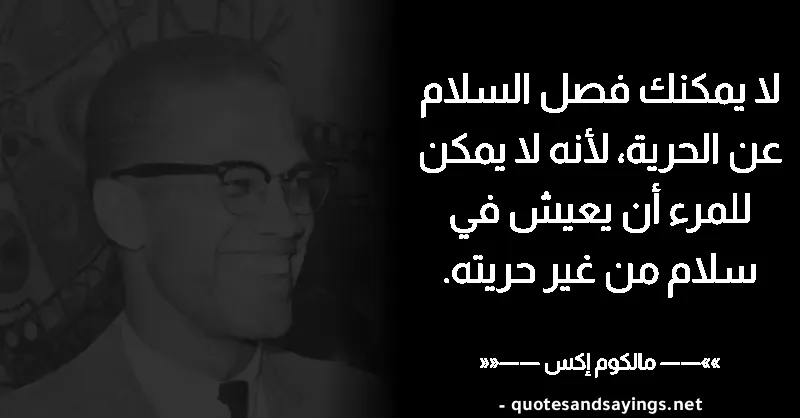 لا يمكنك فصل السلام
عن الحرية، لأنه لا يمكن
للمرء أن يعيش في
سلام من غير حريته.
»»——— مالكوم إكس ———««
- quotesandsayings.net